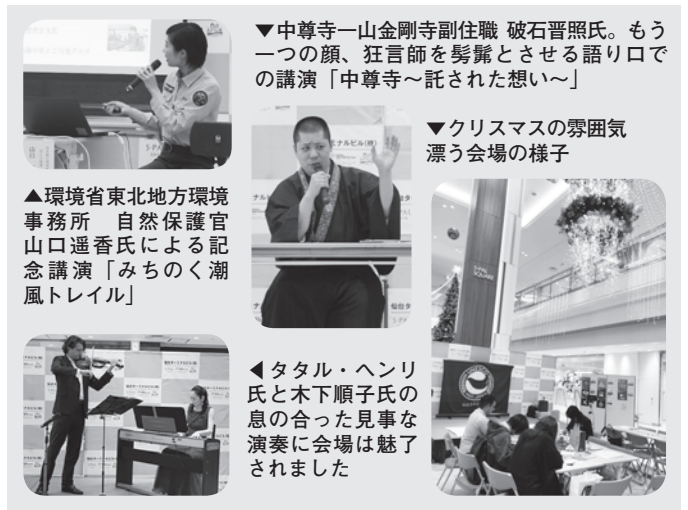 ▼中尊寺一山金剛寺副住職 破石晋照氏。もう
一つの顔、狂言師を髣髴とさせる語り口で
の講演「中尊寺～託された想い～」
▼クリスマスの雰囲気
漂う会場の様子
▲環境省東北地方環境
事務所　自然保護官
山口遥香氏による記
念講演「みちのく潮
風トレイル」
◀タタル・ヘンリ
氏と木下順子氏の
息の合った見事な
演奏に会場は魅了
されました
S-PAL
SQUARE